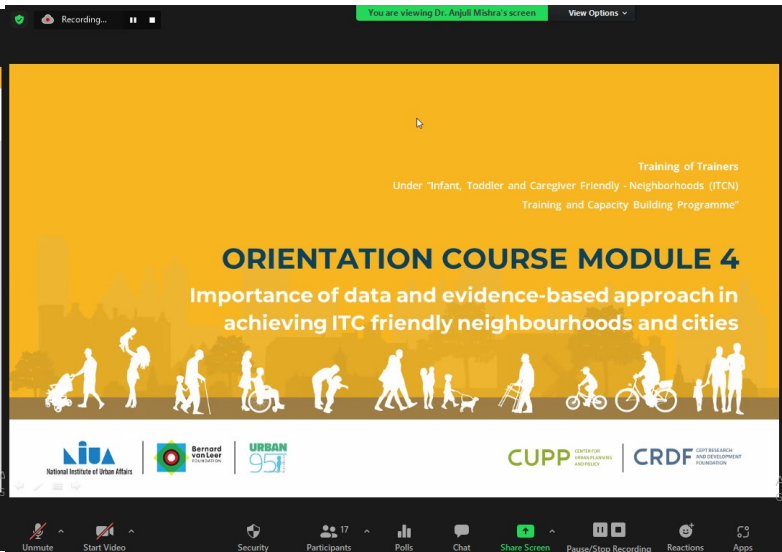 Recording...
You are viewing Dr. Anjuli Mishra's screen
View Options
Training of Trainers
Under "Infant, Toddler and Caregiver Friendly - Neighborhoods (ITCN)
Training and Capacity Building Programme"
ORIENTATION COURSE MODULE 4
Importance of data and evidence-based approach in
achieving ITC friendly neighbourhoods and cities
NIUA
National Institute of Urban Affairs
Bernard
van Leer
FOUNDATION
URBAN
95
CUPP
CENTER FOR
URBAN PLANNING
AND POLICY
CRDF
CEPT RESEARCH
AND DEVELOPMENT
FOUNDATION
Unmute
Start Video
Security
17
Participants
Polls
Chat
Share Screen
Pause/Stop Recording
Reactions
Apps